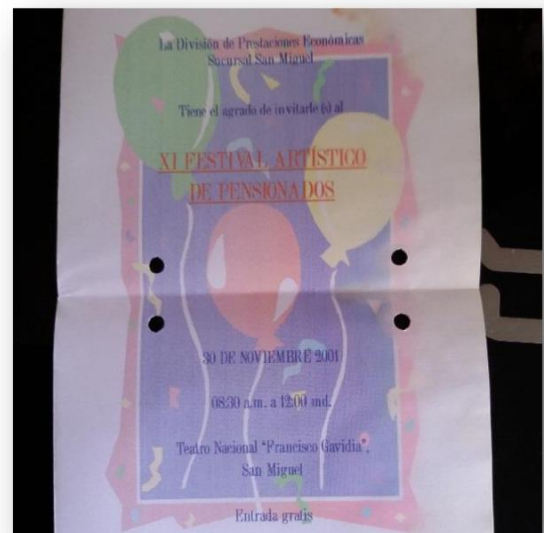 La División de Prestaciones Económicas
Sucursal San Miguel
Tiene el agrado de invitarle (s) al
XI FESTIVAL ARTÍSTICO
DE PENSIONADOS
30 DE NOVIEMBRE 2001
08:30 a.m. a 12:00 md.
Teatro Nacional "Francisco Gavidia",
San Miguel
Entrada gratis